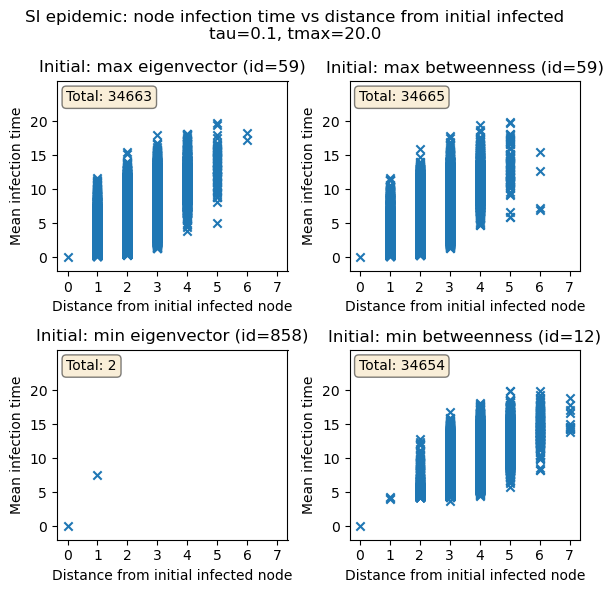 SI epidemic: node infection time vs distance from initial infected
tau=0.1, tmax=20.0
Initial: max eigenvector (id=59)
Total: 34663
Mean infection time
20
15
10
5
0
0 1 2 3 4 5 6 7
Distance from initial infected node
Initial: max betweenness (id=59)
Total: 34665
Mean infection time
20
15
10
5
0
0 1 2 3 4 5 6 7
Distance from initial infected node
Initial: min eigenvector (id=858)
Total: 2
Mean infection time
20
15
10
5
0
0 1 2 3 4 5 6 7
Distance from initial infected node
Initial: min betweenness (id=12)
Total: 34654
Mean infection time
20
15
10
5
0
0 1 2 3 4 5 6 7
Distance from initial infected node